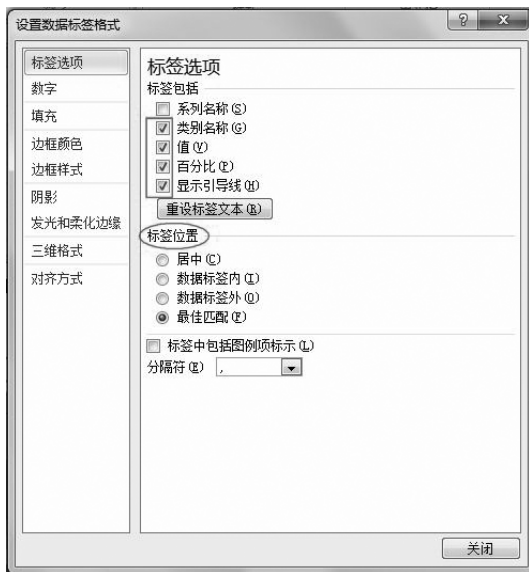 设置数据标签格式
标签选项
数字
填充
边框颜色
边框样式
阴影
发光和柔化边缘
三维格式
对齐方式
标签选项
标签包括
系列名称(S)
类别名称(G)
值(V)
百分比(P)
显示引导线(H)
重设标签文本(R)
标签位置
居中(C)
数据标签内(I)
数据标签外(O)
最佳匹配(F)
标签中包括图例项标示(L)
分隔符(E) ,
关闭